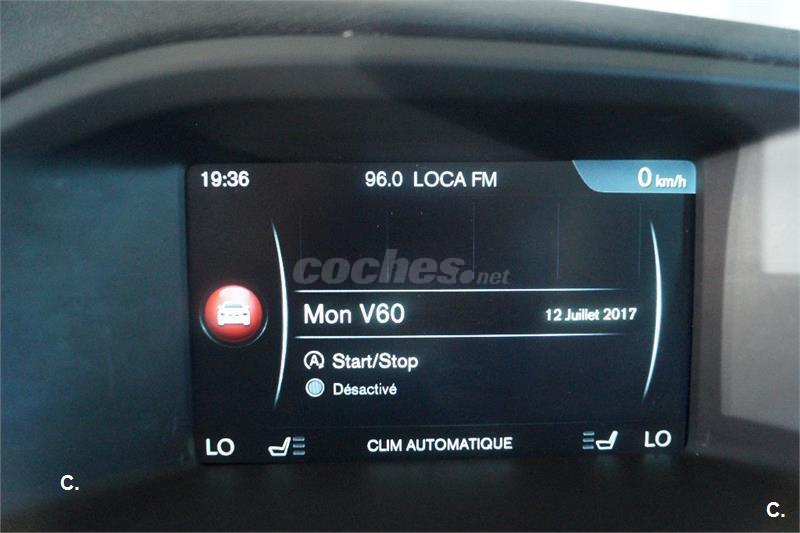 19:36 96.0 LOCA FM 0 km/h
coches.net
Mon V60 12 Juillet 2017
A Start/Stop
Désactivé
LO CLIM AUTOMATIQUE LO
C. C.